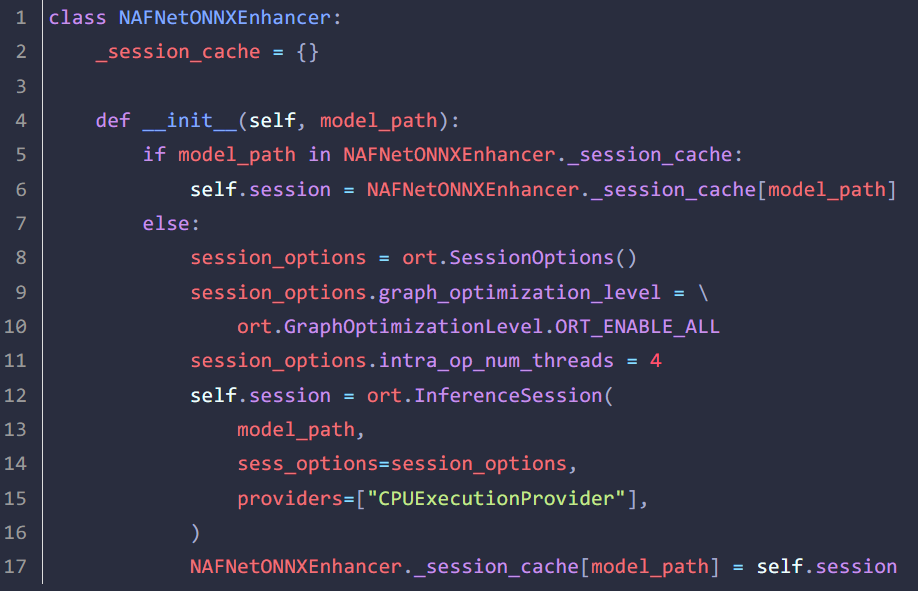 1 class NAFNetONNXEnhancer:
2     _session_cache = {}
3
4     def __init__(self, model_path):
5         if model_path in NAFNetONNXEnhancer._session_cache:
6             self.session = NAFNetONNXEnhancer._session_cache[model_path]
7         else:
8             session_options = ort.SessionOptions()
9             session_options.graph_optimization_level = \
10                 ort.GraphOptimizationLevel.ORT_ENABLE_ALL
11             session_options.intra_op_num_threads = 4
12             self.session = ort.InferenceSession(
13                 model_path,
14                 sess_options=session_options,
15                 providers=["CPUExecutionProvider"],
16             )
17             NAFNetONNXEnhancer._session_cache[model_path] = self.session